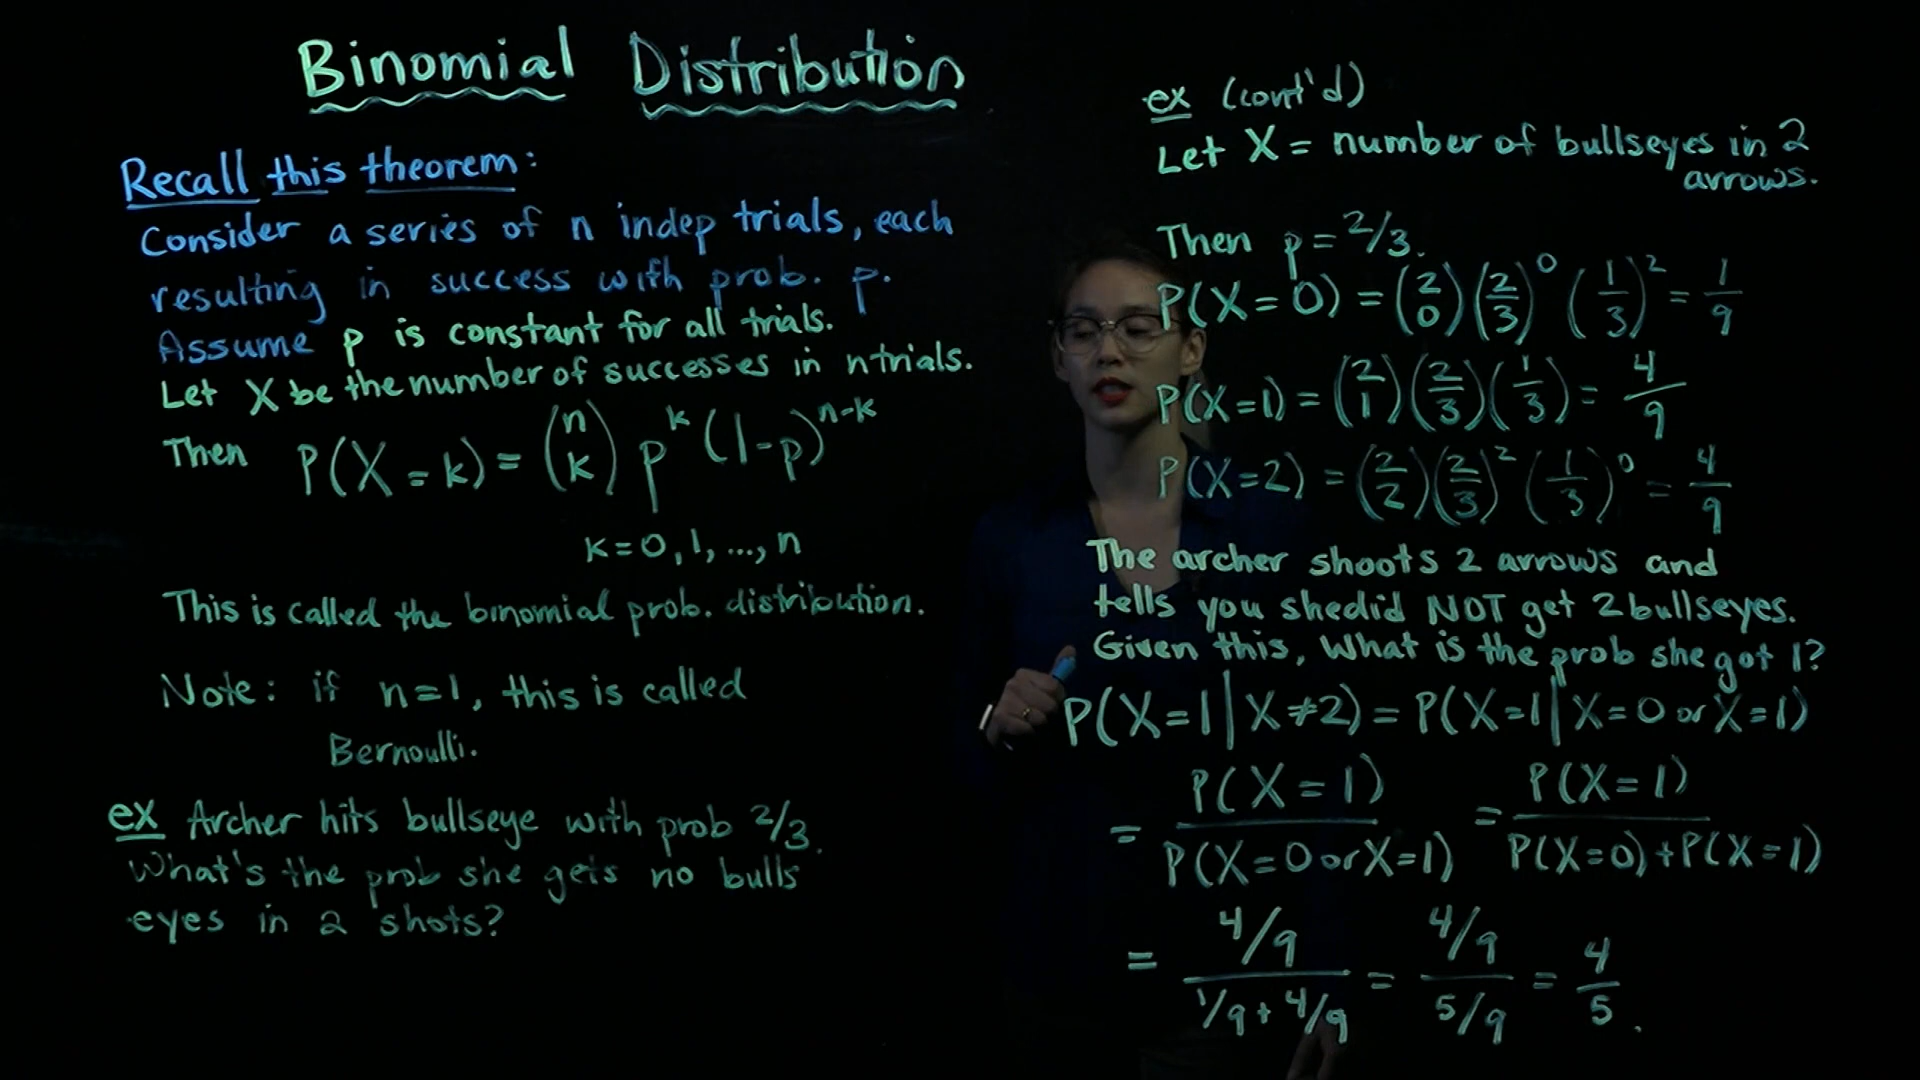 Binomial Distribution
Recall this theorem:
Consider a series of n indep trials, each
resulting in success with prob. p.
Assume p is constant for all trials.
Let X be the number of successes in n trials.
Then P(X=k) = (n k) p^k (1-p)^n-k
k=0,1,...,n
This is called the binomial prob. distribution.
Note: if n=1, this is called
Bernoulli.
ex Archer hits bullseye with prob 2/3.
What's the prob she gets no bulls
eyes in 2 shots?
ex (cont'd)
Let X = number of bullseyes in 2
arrows.
Then p = 2/3.
P(X=0) = (2 0)(2/3)^0 (1/3)^2 = 1/9
P(X=1) = (2 1)(2/3)(1/3) = 4/9
P(X=2) = (2 2)(2/3)^2 (1/3)^0 = 4/9
The archer shoots 2 arrows and
tells you she did NOT get 2 bullseyes.
Given this, What is the prob she got 1?
P(X=1|X≠2) = P(X=1|X=0 or X=1)
= P(X=1) / P(X=0 or X=1) = P(X=1) / P(X=0)+P(X=1)
= 4/9 / 1/9 + 4/9 = 4/9 / 5/9 = 4/5.